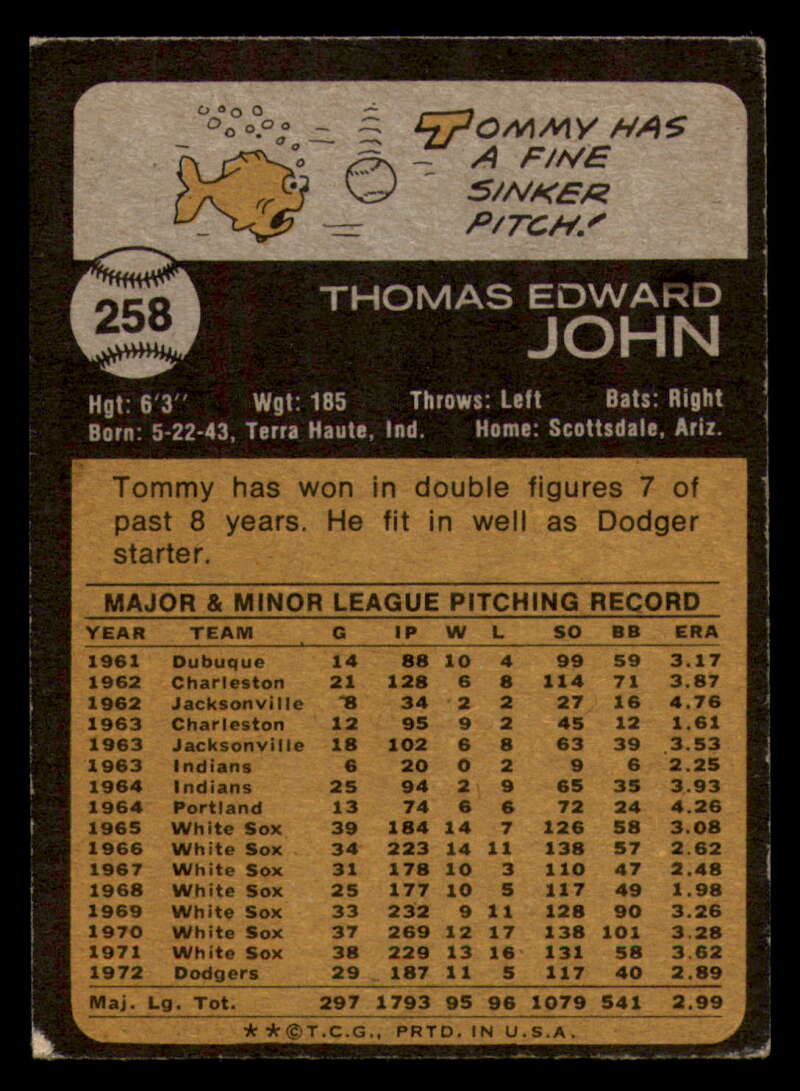 TOMMY HAS
A FINE
SINKER
PITCH!
258
THOMAS EDWARD
JOHN
Hgt: 6'3" Wgt: 185 Throws: Left Bats: Right
Born: 5-22-43, Terra Haute, Ind. Home: Scottsdale, Ariz.
Tommy has won in double figures 7 of
past 8 years. He fit in well as Dodger
starter.
MAJOR & MINOR LEAGUE PITCHING RECORD
YEAR TEAM G IP W L SO BB ERA
1961 Dubuque 14 88 10 4 99 59 3.17
1962 Charleston 21 128 6 8 114 71 3.87
1962 Jacksonville 8 34 2 2 27 16 4.76
1963 Charleston 12 95 9 2 45 12 1.61
1963 Jacksonville 18 102 6 8 63 39 3.53
1963 Indians 6 20 0 2 9 6 2.25
1964 Indians 25 94 2 9 65 35 3.93
1964 Portland 13 74 6 6 72 24 4.26
1965 White Sox 39 184 14 7 126 58 3.08
1966 White Sox 34 223 14 11 138 57 2.62
1967 White Sox 31 178 10 3 110 47 2.48
1968 White Sox 25 177 10 5 117 49 1.98
1969 White Sox 33 232 9 11 128 90 3.26
1970 White Sox 37 269 12 17 138 101 3.28
1971 White Sox 38 229 13 16 131 58 3.62
1972 Dodgers 29 187 11 5 117 40 2.89
Maj. Lg. Tot. 297 1793 95 96 1079 541 2.99
**©T.C.G., PRTD. IN U.S.A.